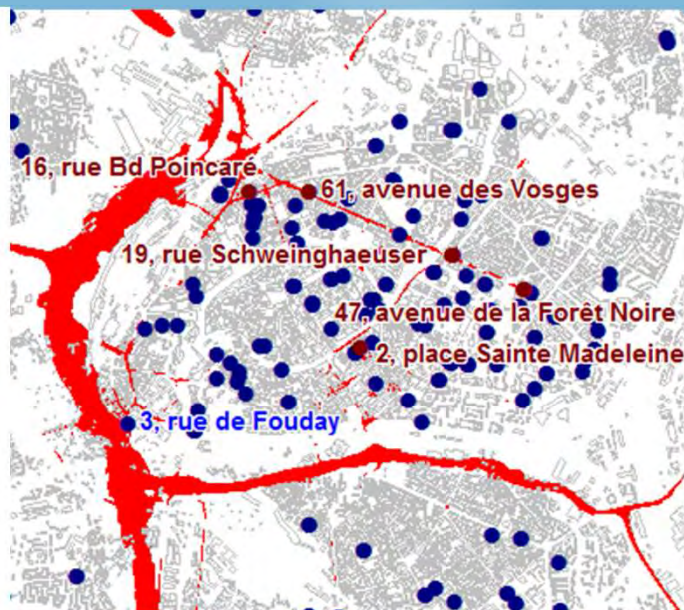 16, rue Bd Poincaré
61, avenue des Vosges
19, rue Schweinghaeuser
47, avenue de la Forêt Noire
2, place Sainte Madeleine
3, rue de Fouday